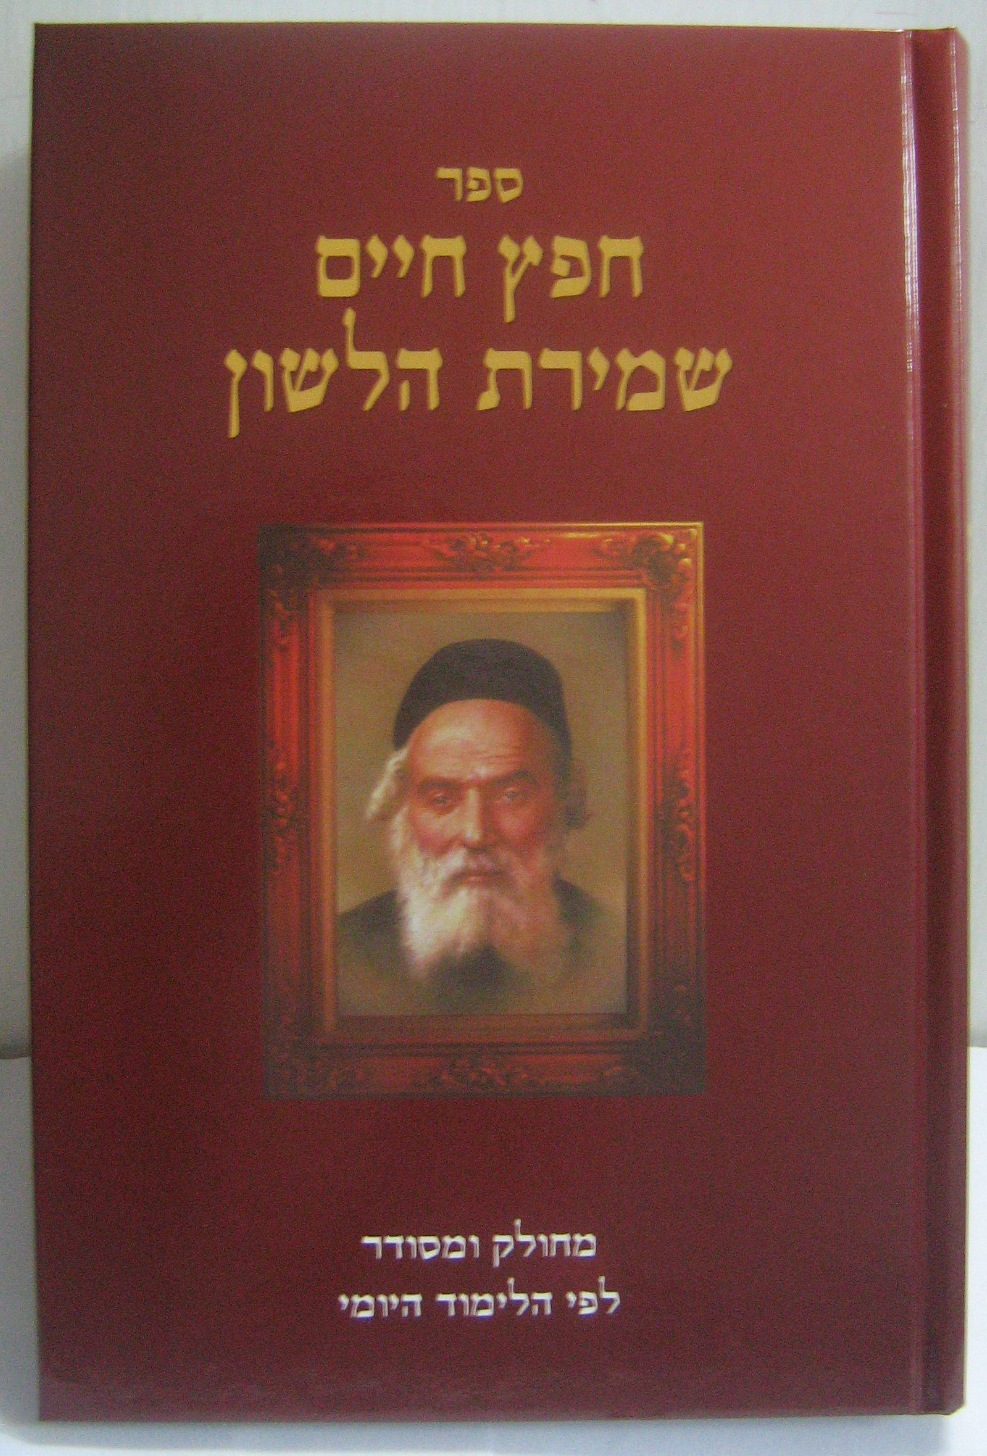 ספר
חפץ חיים
שמירת הלשון
מחולק ומסודר
לפי הלימוד היומי